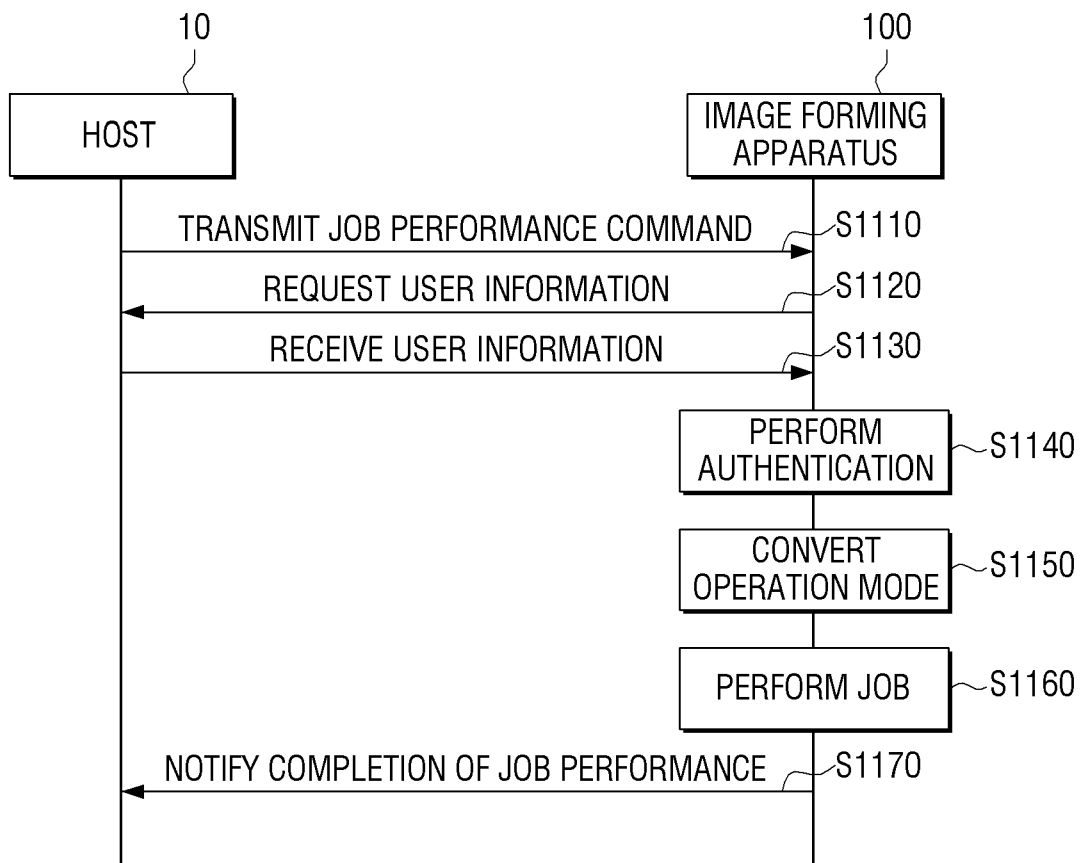 10
100
HOST
IMAGE FORMING
APPARATUS
TRANSMIT JOB PERFORMANCE COMMAND
S1110
REQUEST USER INFORMATION
S1120
RECEIVE USER INFORMATION
S1130
PERFORM
AUTHENTICATION
S1140
CONVERT
OPERATION MODE
S1150
PERFORM JOB
S1160
NOTIFY COMPLETION OF JOB PERFORMANCE
S1170